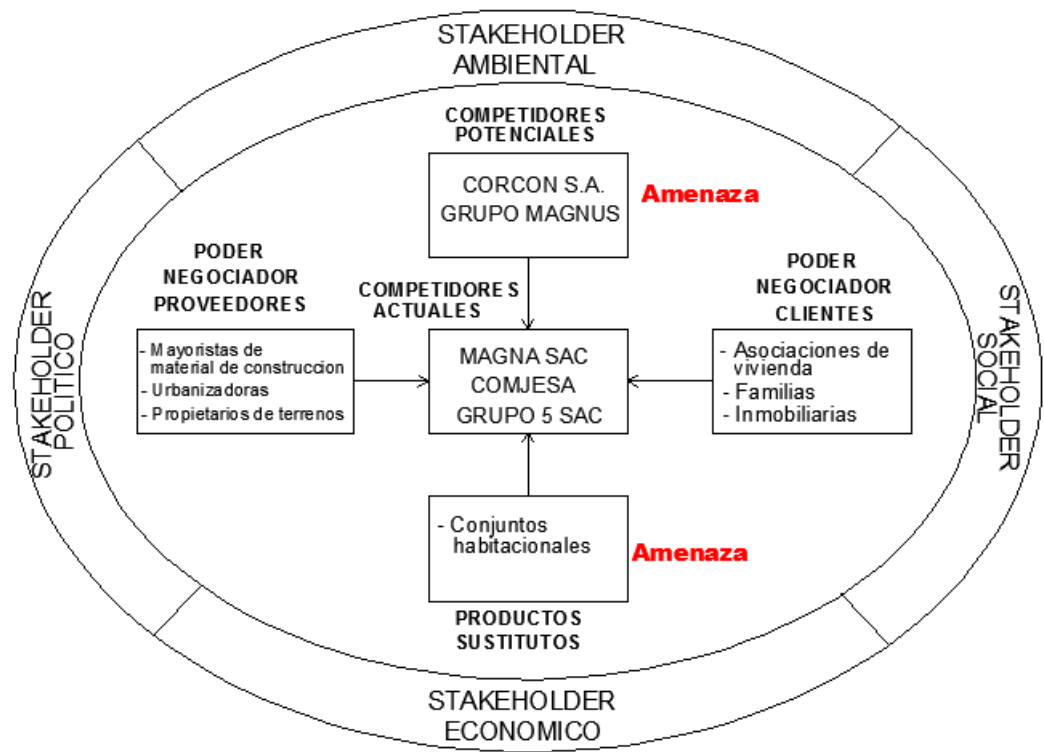 STAKEHOLDER
AMBIENTAL
COMPETIDORES
POTENCIALES
CORCON S.A.
GRUPO MAGNUS
Amenaza
PODER
NEGOCIADOR
PROVEEDORES
- Mayoristas de
material de construccion
- Urbanizadoras
- Propietarios de terrenos
COMPETIDORES
ACTUALES
MAGNA SAC
COMJESA
GRUPO 5 SAC
PODER
NEGOCIADOR
CLIENTES
- Asociaciones de
vivienda
- Familias
- Inmobiliarias
STAKEHOLDER
POLITICO
STAKEHOLDER
SOCIAL
- Conjuntos
habitacionales
Amenaza
PRODUCTOS
SUSTITUTOS
STAKEHOLDER
ECONOMICO